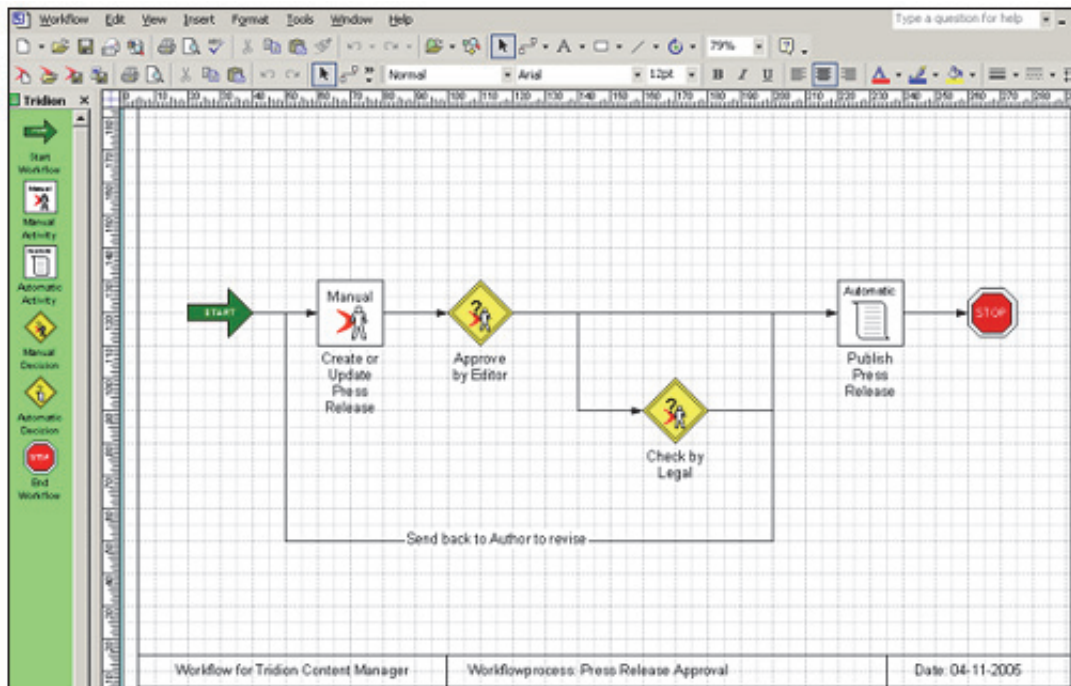 Workflow Edit View Insert Format Tools Window Help
Type a question for help
79%
Normal
Arial
12pt
B I U
Tridion
Start
Workflow
Manual
Manual
Activity
Automatic
Activity
Manual
Decision
Automatic
Decision
STOP
End
Workflow
START
Manual
Create or
Update
Press
Release
Approve
by Editor
Check by
Legal
Automatic
Publish
Press
Release
STOP
Send back to Author to revise
Workflow for Tridion Content Manager
Workflowprocess: Press Release Approval
Date: 04-11-2005